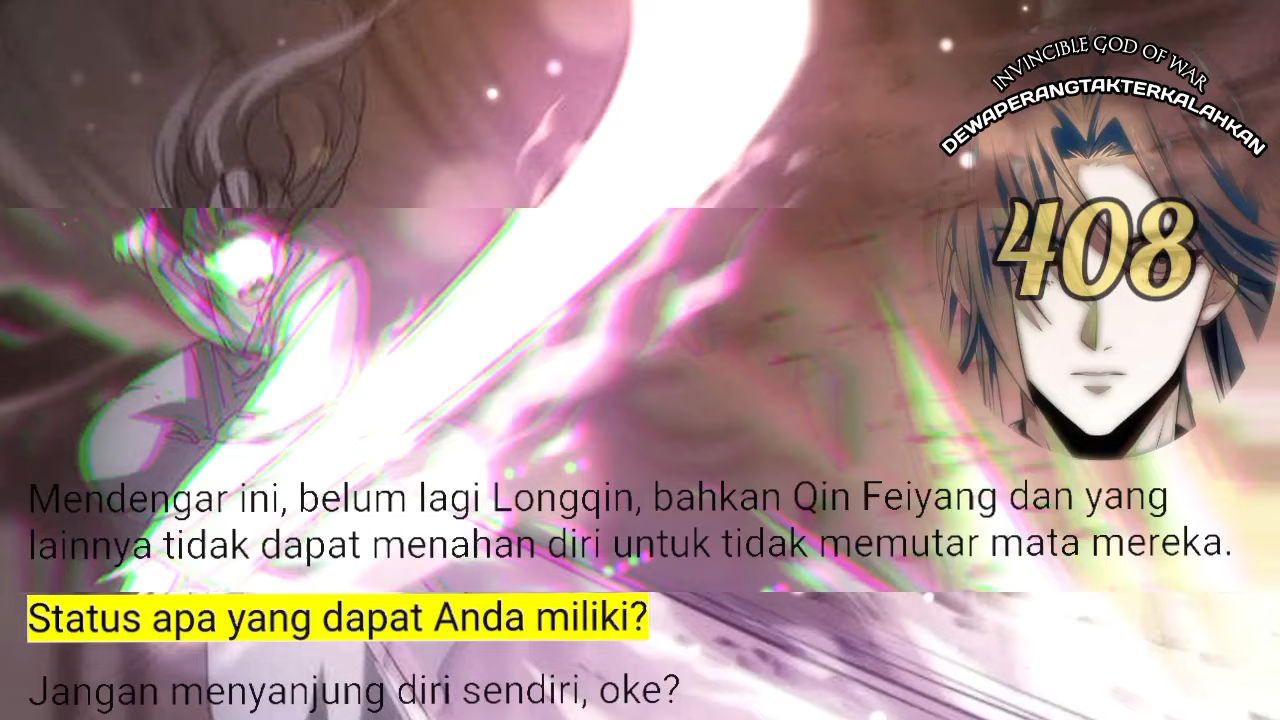 INVINCIBLE GOD OF WAR
DEWAPERANGTAKTERKALAHKAN
408
Mendengar ini, belum lagi Longqin, bahkan Qin Feiyang dan yang
lainnya tidak dapat menahan diri untuk tidak memutar mata mereka.
Status apa yang dapat Anda miliki?
Jangan menyanjung diri sendiri, oke?